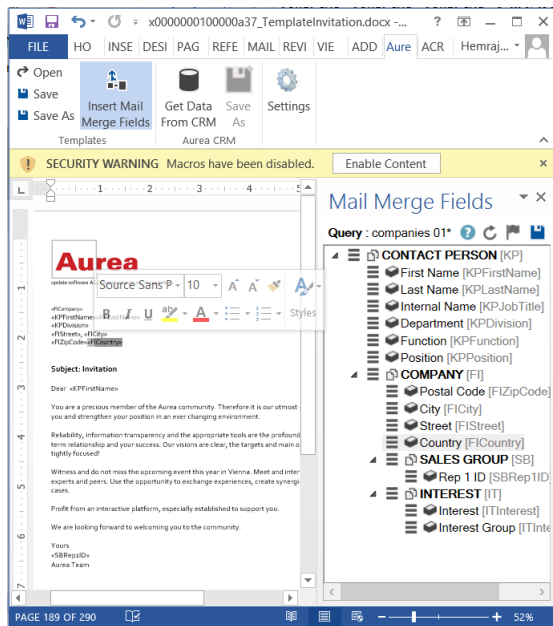 x0000000100000a37_TemplateInvitation.docx -...
FILE HO INSE DESI PAG REFE MAIL REVI VIE ADD Aure ACR Hemraj...
Open
Save
Save As
Insert Mail
Merge Fields
Get Data
From CRM
Save
As
Settings
Templates
Aurea CRM
SECURITY WARNING Macros have been disabled. Enable Content
1 2 3 4 5
Mail Merge Fields
Query : companies 01*
Aurea
update software AG
Source Sans P 10
Styles
«FICompany»
«KPFirstName»
«KPDivision»
«FIStreet», «FICity»
«FIZipCode»«FICountry»
Subject: Invitation
Dear «KPFirstName»
You are a precious member of the Aurea community. Therefore it is our utmost
you and strengthen your position in an ever changing environment.
Reliability, information transparency and the appropriate tools are the profound
term relationship and your success. Our visions are clear, the targets and main o
tightly focused!
Witness and do not miss the upcoming event this year in Vienna. Meet and inter
experts and peers. Use the opportunity to exchange experiences, create synergi
cases.
Profit from an interactive platform, especially established to support you.
We are looking forward to welcoming you to the community.
Yours
«SBRep1ID»
Aurea Team
CONTACT PERSON [KP]
First Name [KPFirstName]
Last Name [KPLastName]
Internal Name [KPJobTitle]
Department [KPDivision]
Function [KPFunction]
Position [KPPosition]
COMPANY [FI]
Postal Code [FIZipCode]
City [FICity]
Street [FIStreet]
Country [FICountry]
SALES GROUP [SB]
Rep 1 ID [SBRep1ID]
INTEREST [IT]
Interest [ITInterest]
Interest Group [ITInte
PAGE 189 OF 290
52%